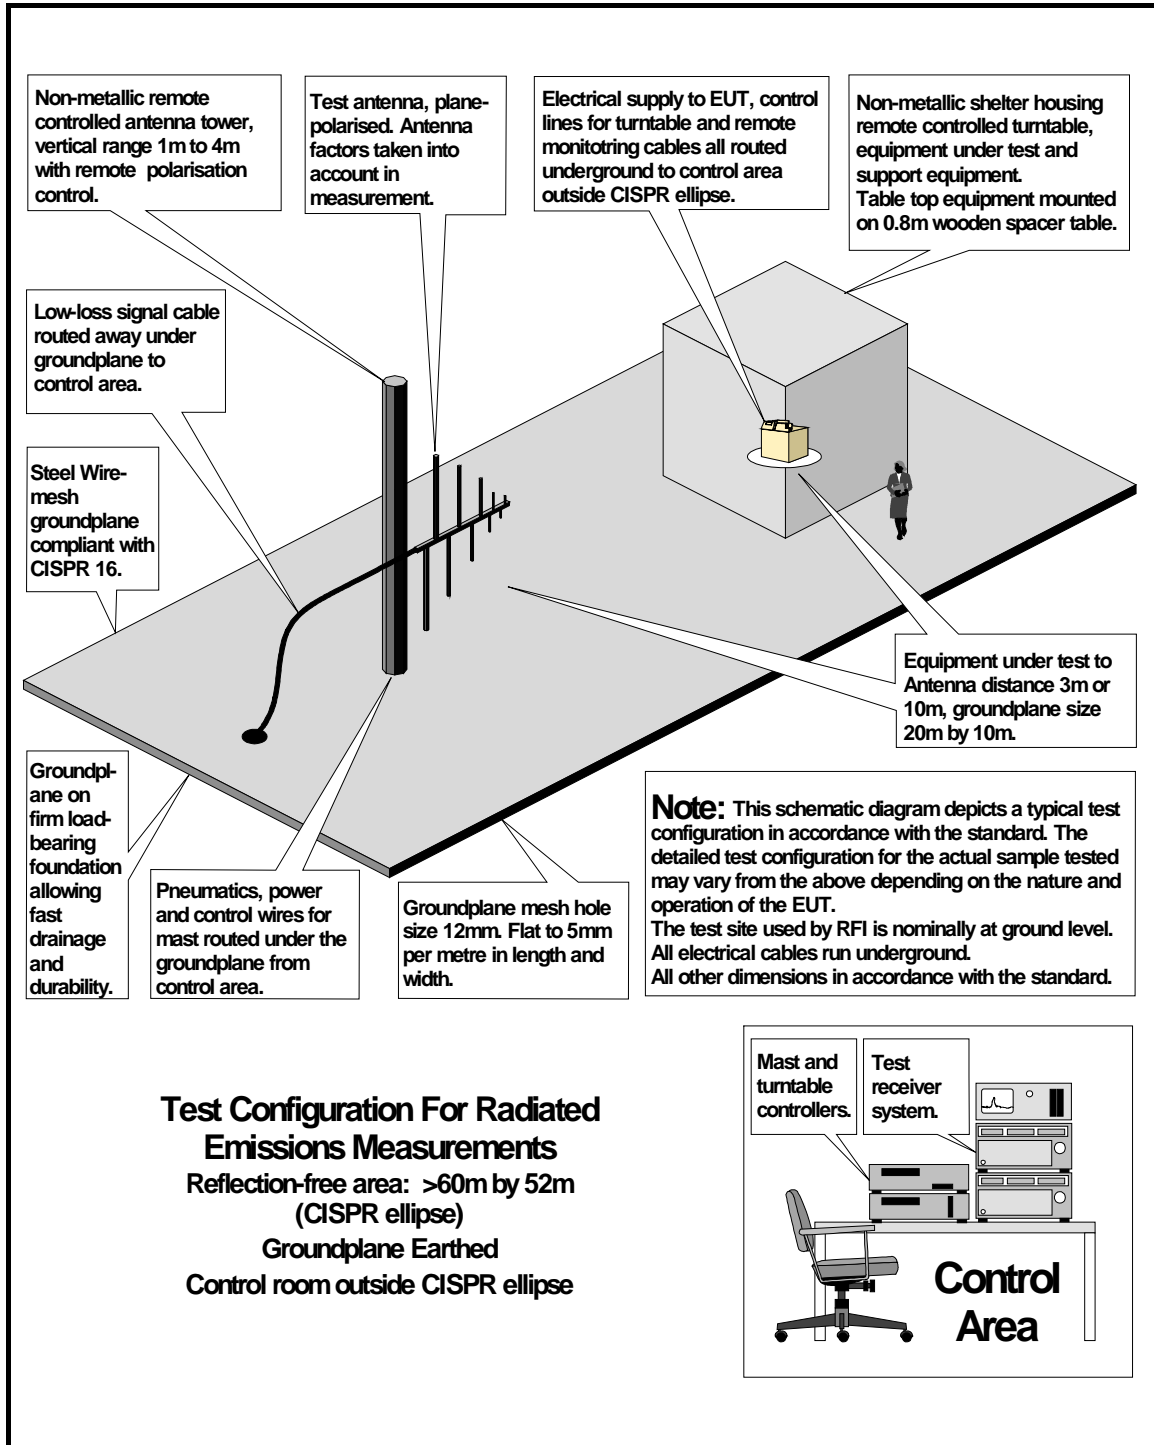 Non-metallic remote
controlled antenna tower,
vertical range 1m to 4m
with remote polarisation
control.
Test antenna, plane-
polarised. Antenna
factors taken into
account in
measurement.
Electrical supply to EUT, control
lines for turntable and remote
monitotring cables all routed
underground to control area
outside CISPR ellipse.
Non-metallic shelter housing
remote controlled turntable,
equipment under test and
support equipment.
Table top equipment mounted
on 0.8m wooden spacer table.
Low-loss signal cable
routed away under
groundplane to
control area.
Steel Wire-
mesh
groundplane
compliant with
CISPR 16.
Equipment under test to
Antenna distance 3m or
10m, groundplane size
20m by 10m.
Groundpl-
ane on
firm load-
bearing
foundation
allowing
fast
drainage
and
durability.
Pneumatics, power
and control wires for
mast routed under the
groundplane from
control area.
Groundplane mesh hole
size 12mm. Flat to 5mm
per metre in length and
width.
Note: This schematic diagram depicts a typical test
configuration in accordance with the standard. The
detailed test configuration for the actual sample tested
may vary from the above depending on the nature and
operation of the EUT.
The test site used by RFI is nominally at ground level.
All electrical cables run underground.
All other dimensions in accordance with the standard.
Test Configuration For Radiated
Emissions Measurements
Reflection-free area: >60m by 52m
(CISPR ellipse)
Groundplane Earthed
Control room outside CISPR ellipse
Mast and
turntable
controllers.
Test
receiver
system.
Control
Area